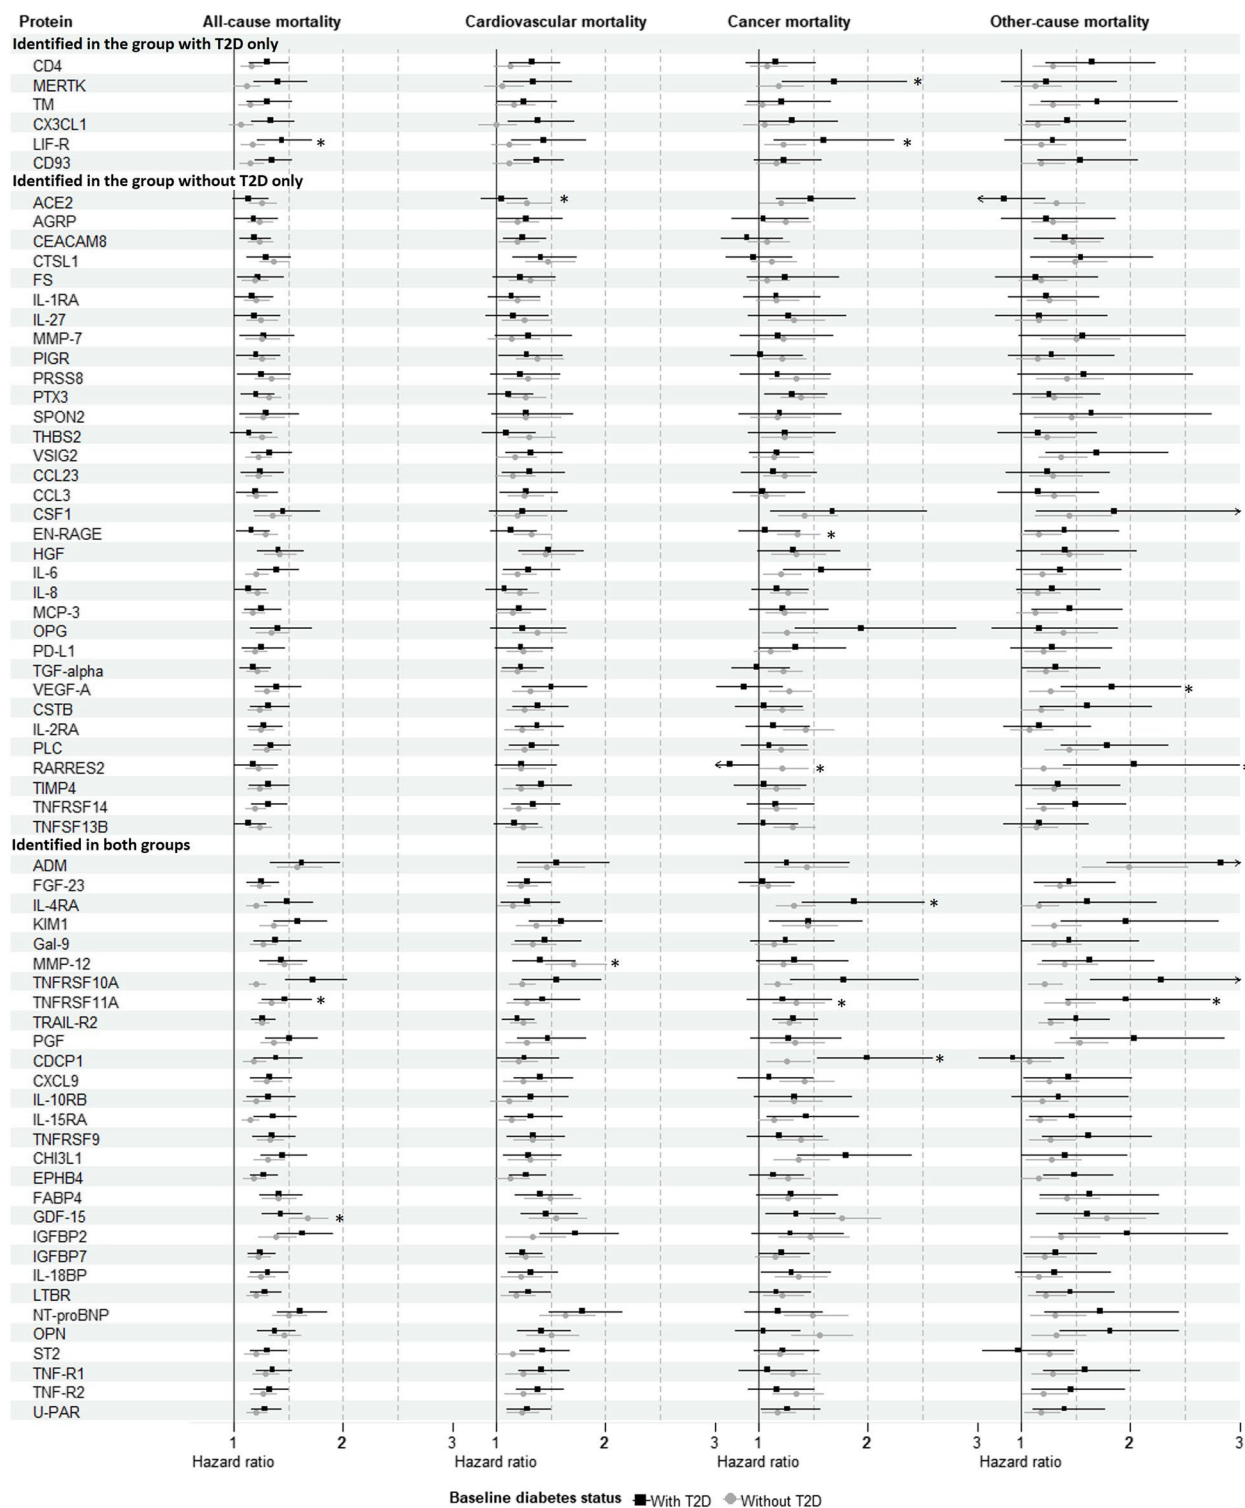 Protein All-cause mortality Cardiovascular mortality Cancer mortality Other-cause mortality
Identified in the group with T2D only
CD4
MERTK *
TM
CX3CL1
LIF-R * *
CD93
Identified in the group without T2D only
ACE2 *
AGRP
CEACAM8
CTSL1
FS
IL-1RA
IL-27
MMP-7
PIGR
PRSS8
PTX3
SPON2
THBS2
VSIG2
CCL23
CCL3
CSF1
EN-RAGE *
HGF
IL-6
IL-8
MCP-3
OPG
PD-L1
TGF-alpha
VEGF-A *
CSTB
IL-2RA
PLC
RARRES2 * *
TIMP4
TNFRSF14
TNFSF13B
Identified in both groups
ADM
FGF-23
IL-4RA *
KIM1
Gal-9
MMP-12 *
TNFRSF10A
TNFRSF11A * * *
TRAIL-R2
PGF
CDCP1 *
CXCL9
IL-10RB
IL-15RA
TNFRSF9
CHI3L1
EPHB4
FABP4
GDF-15 *
IGFBP2
IGFBP7
IL-18BP
LTBR
NT-proBNP
OPN
ST2
TNF-R1
TNF-R2
U-PAR
1 2 3 1 2 3 1 2 3 1 2 3
Hazard ratio Hazard ratio Hazard ratio Hazard ratio
Baseline diabetes status With T2D Without T2D